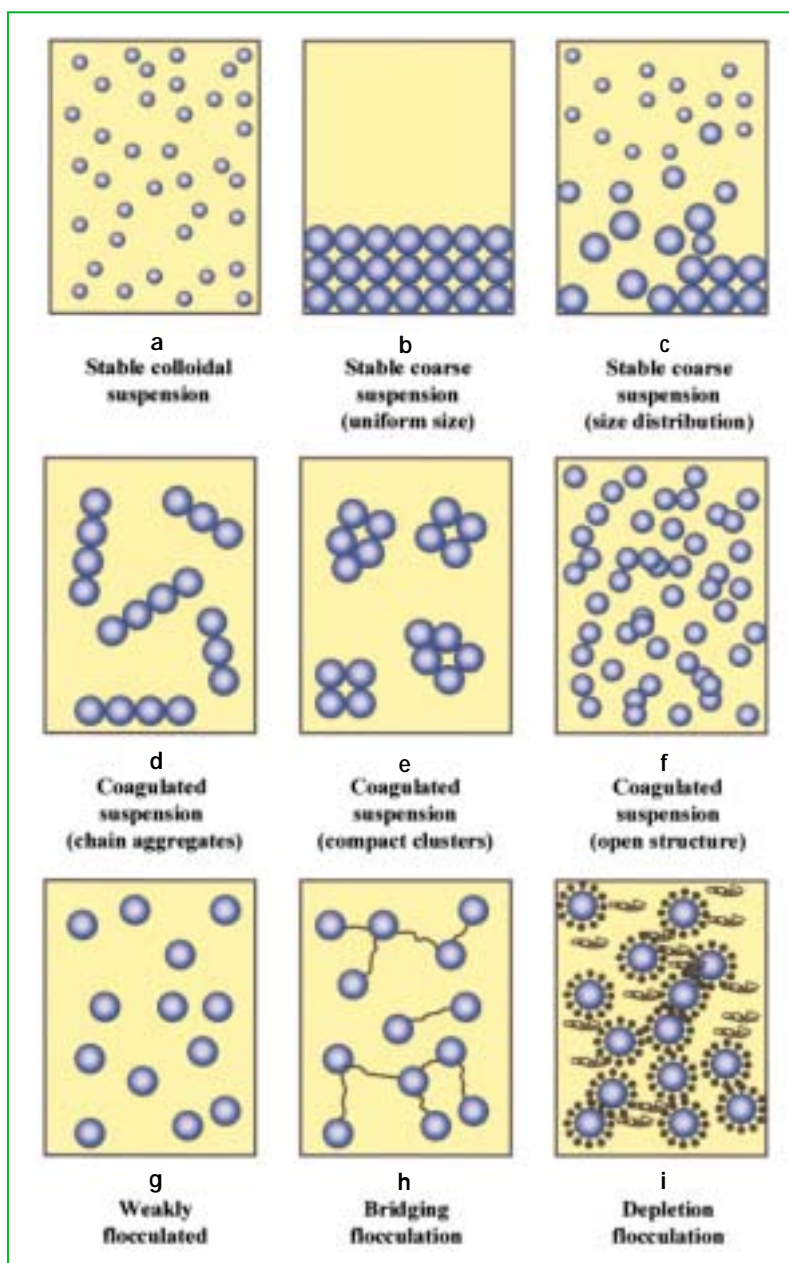 a
Stable colloidal
suspension
b
Stable coarse
suspension
(uniform size)
c
Stable coarse
suspension
(size distribution)
d
Coagulated
suspension
(chain aggregates)
e
Coagulated
suspension
(compact clusters)
f
Coagulated
suspension
(open structure)
g
Weakly
flocculated
h
Bridging
flocculation
i
Depletion
flocculation